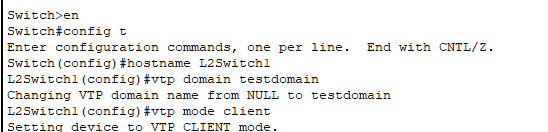 Switch>en
Switch#config t
Enter configuration commands, one per line.  End with CNTL/Z.
Switch(config)#hostname L2Switch1
L2Switch1(config)#vtp domain testdomain
Changing VTP domain name from NULL to testdomain
L2Switch1(config)#vtp mode client
Setting device to VTP CLIENT mode.